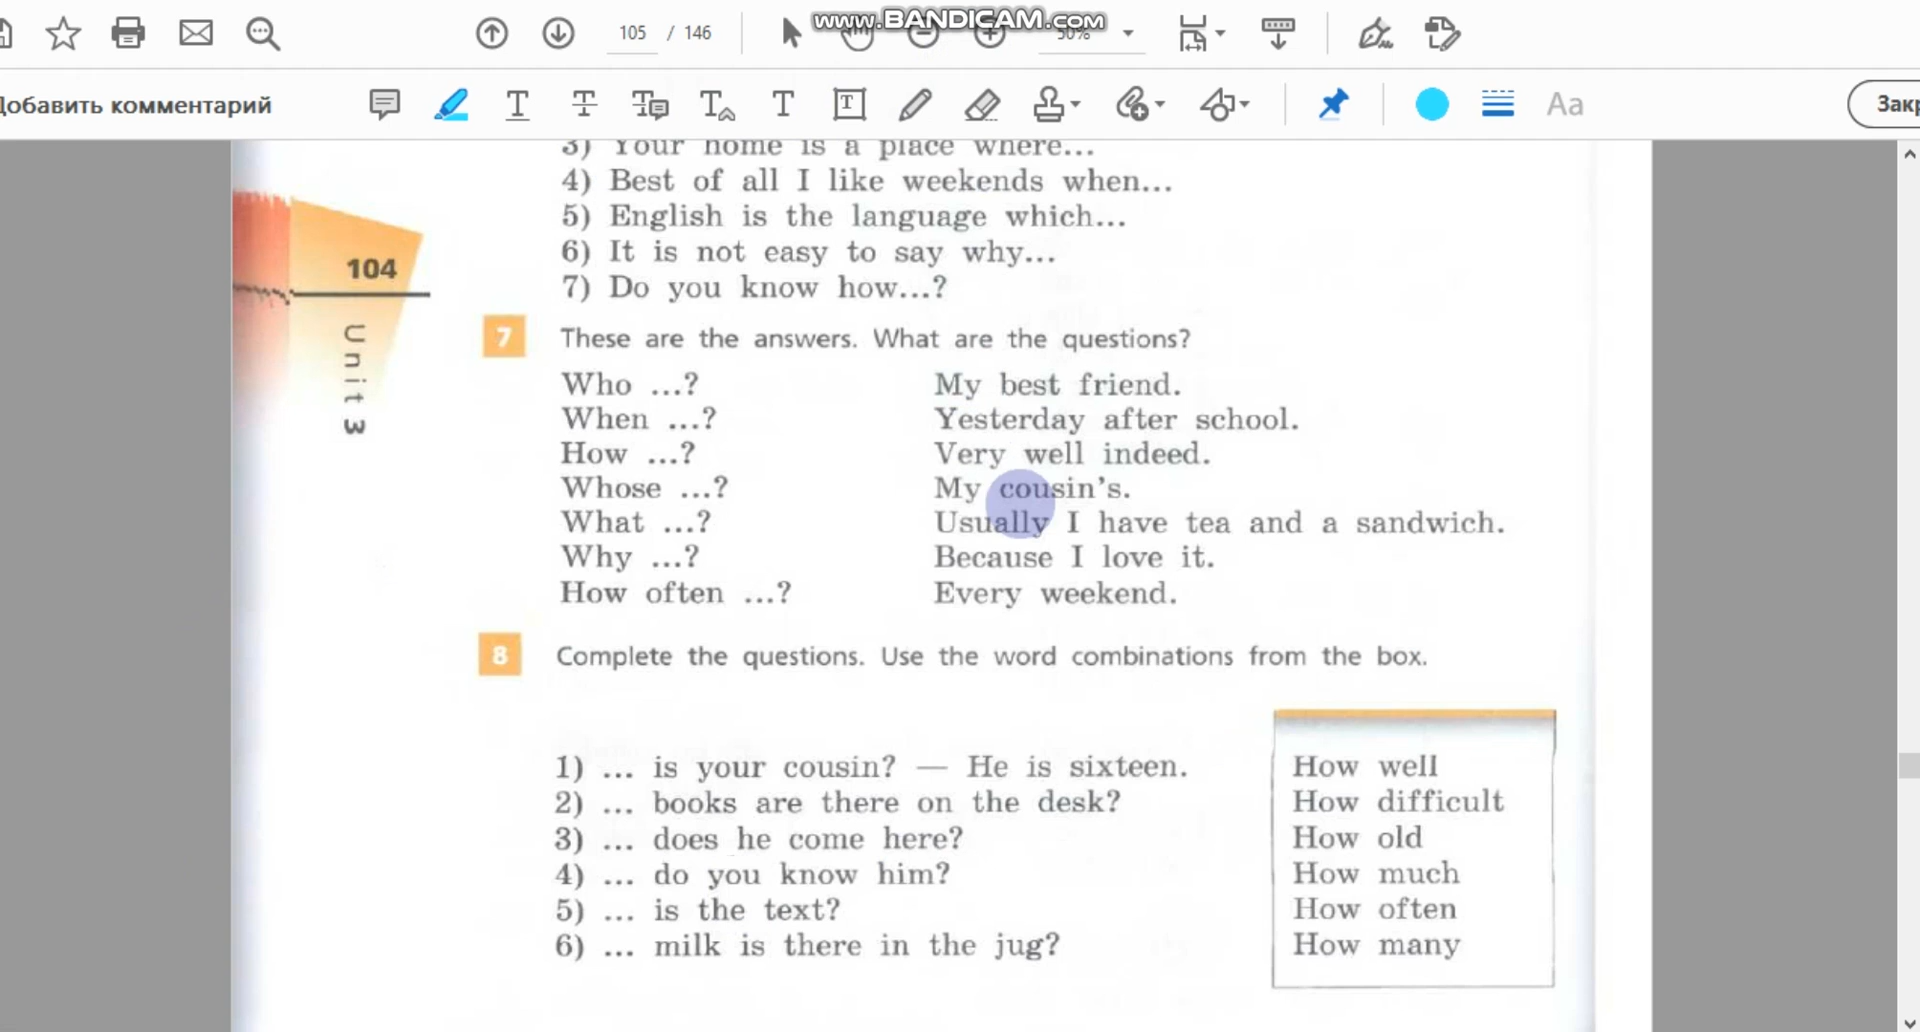 www.BANDICAM.com
105 / 146
50%
Добавить комментарий
Aa
3) Your home is a place where...
4) Best of all I like weekends when...
5) English is the language which...
6) It is not easy to say why...
7) Do you know how...?
104
Unit 3
7 These are the answers. What are the questions?
Who ...? My best friend.
When ...? Yesterday after school.
How ...? Very well indeed.
Whose ...? My cousin's.
What ...? Usually I have tea and a sandwich.
Why ...? Because I love it.
How often ...? Every weekend.
8 Complete the questions. Use the word combinations from the box.
1) ... is your cousin? — He is sixteen.
2) ... books are there on the desk?
3) ... does he come here?
4) ... do you know him?
5) ... is the text?
6) ... milk is there in the jug?
How well
How difficult
How old
How much
How often
How many